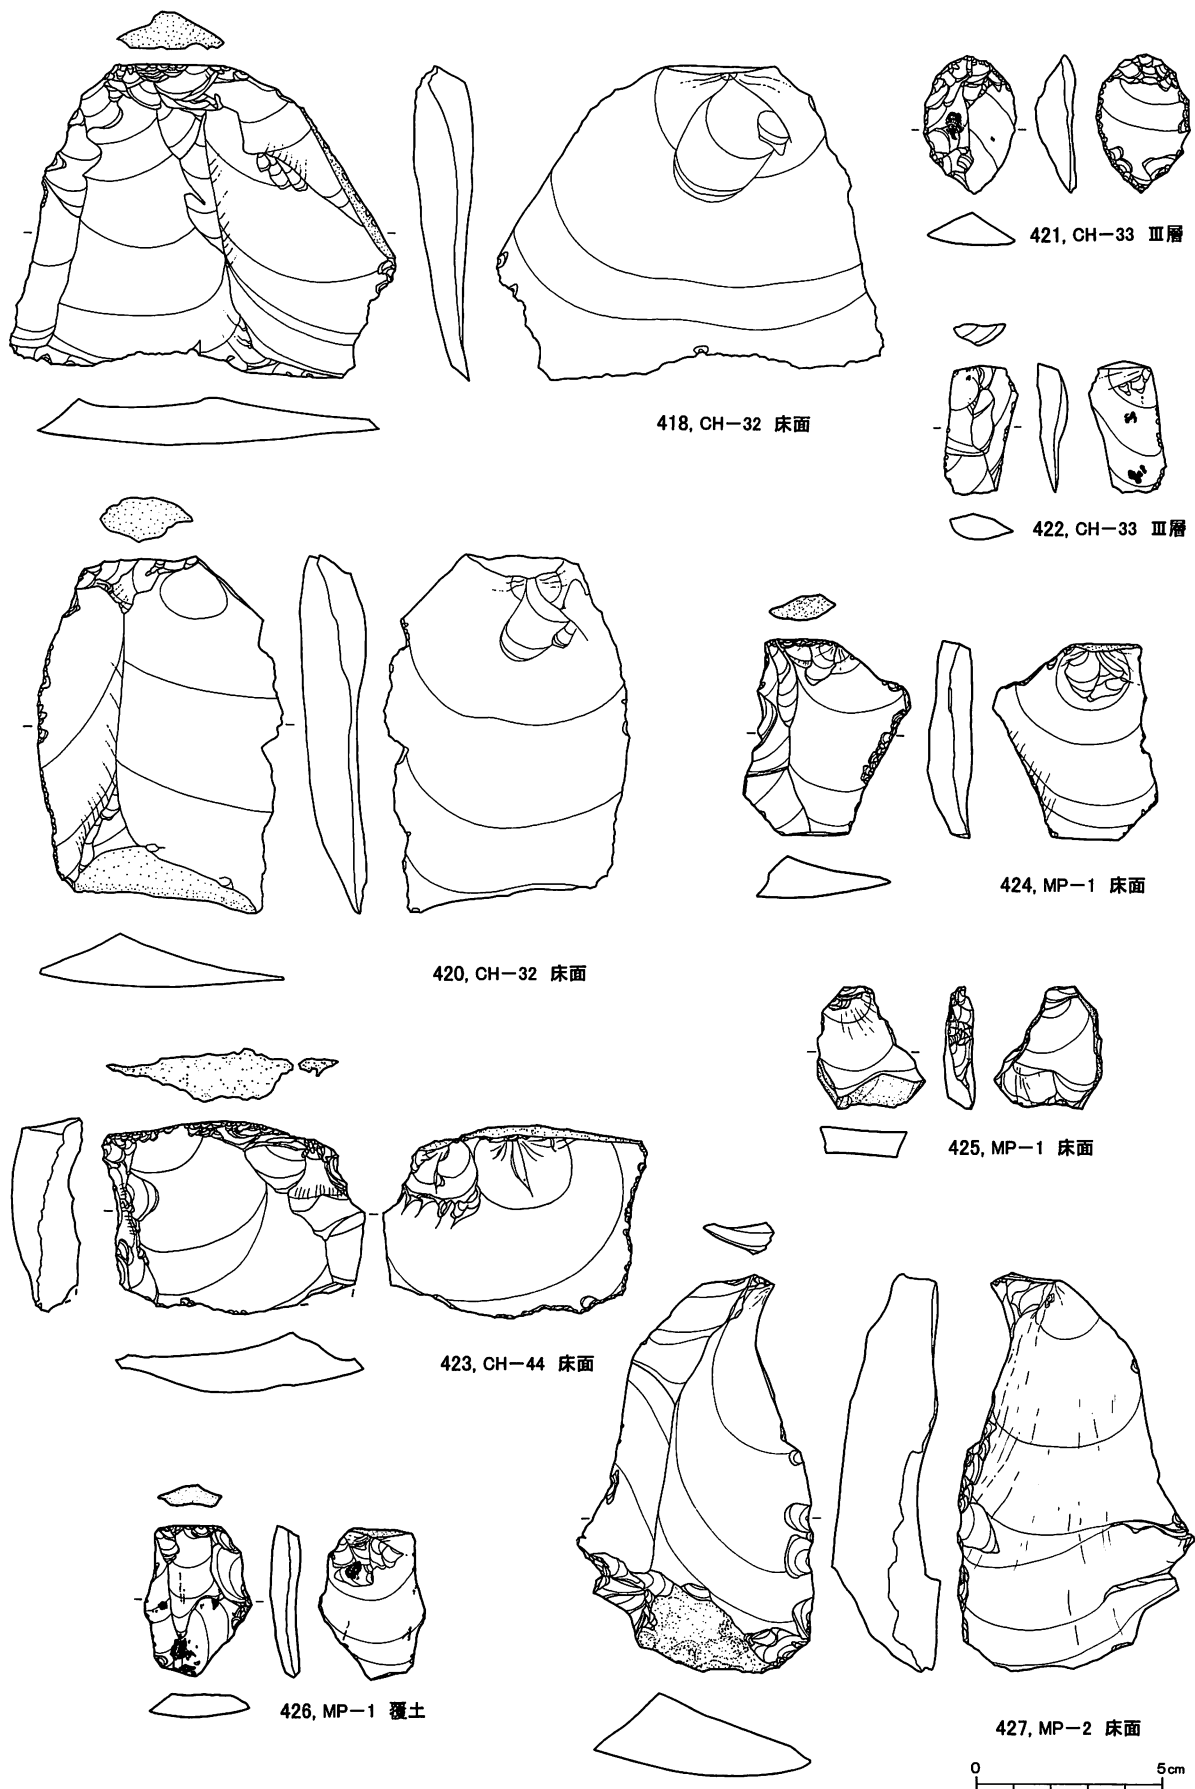 418, CH-32 床面
421, CH-33 Ⅲ層
422, CH-33 Ⅲ層
420, CH-32 床面
424, MP-1 床面
425, MP-1 床面
423, CH-44 床面
426, MP-1 覆土
427, MP-2 床面
0 5cm